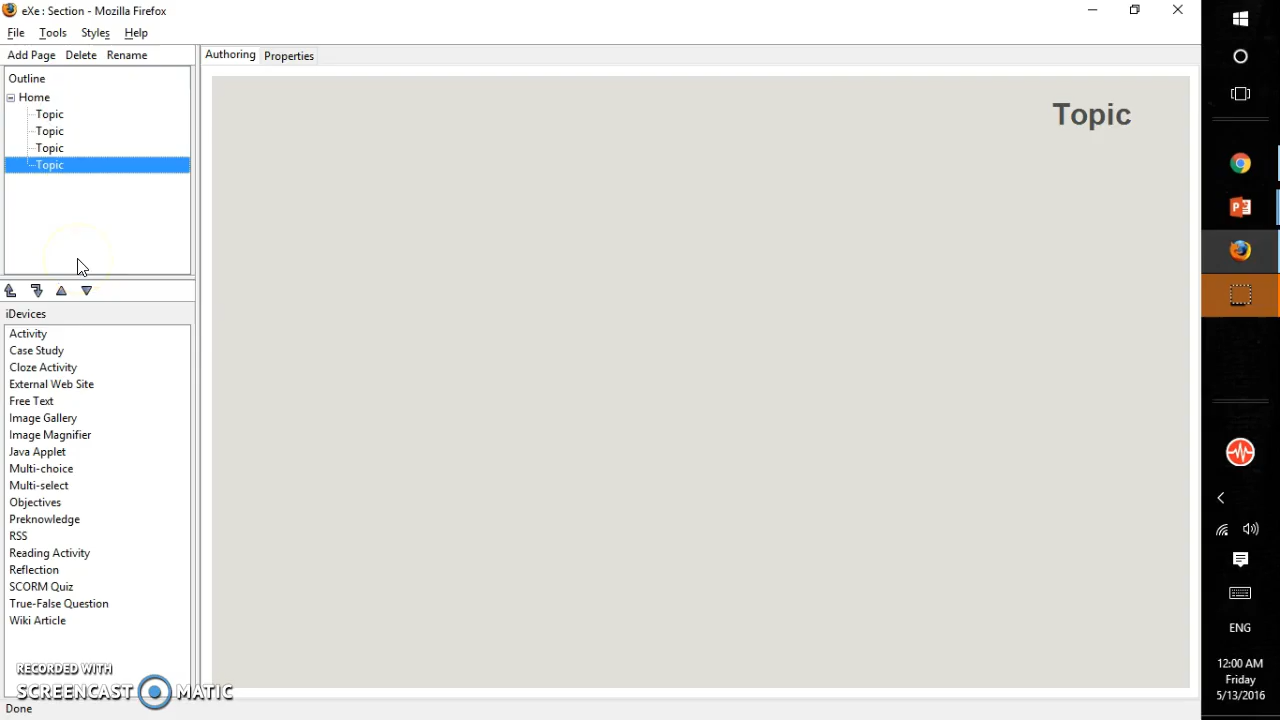 eXe : Section - Mozilla Firefox
File Tools Styles Help
Add Page Delete Rename
Authoring Properties
Outline
Home
Topic
Topic
Topic
Topic
Topic
iDevices
Activity
Case Study
Cloze Activity
External Web Site
Free Text
Image Gallery
Image Magnifier
Java Applet
Multi-choice
Multi-select
Objectives
Preknowledge
RSS
Reading Activity
Reflection
SCORM Quiz
True-False Question
Wiki Article
RECORDED WITH
SCREENCAST MATIC
Done
ENG
12:00 AM
Friday
5/13/2016